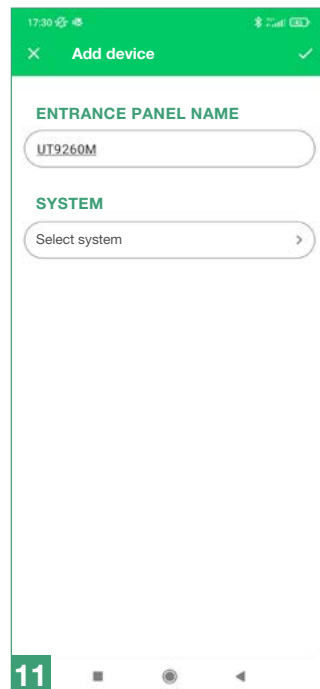 17:30
Add device
ENTRANCE PANEL NAME
UT9260M
SYSTEM
Select system
11